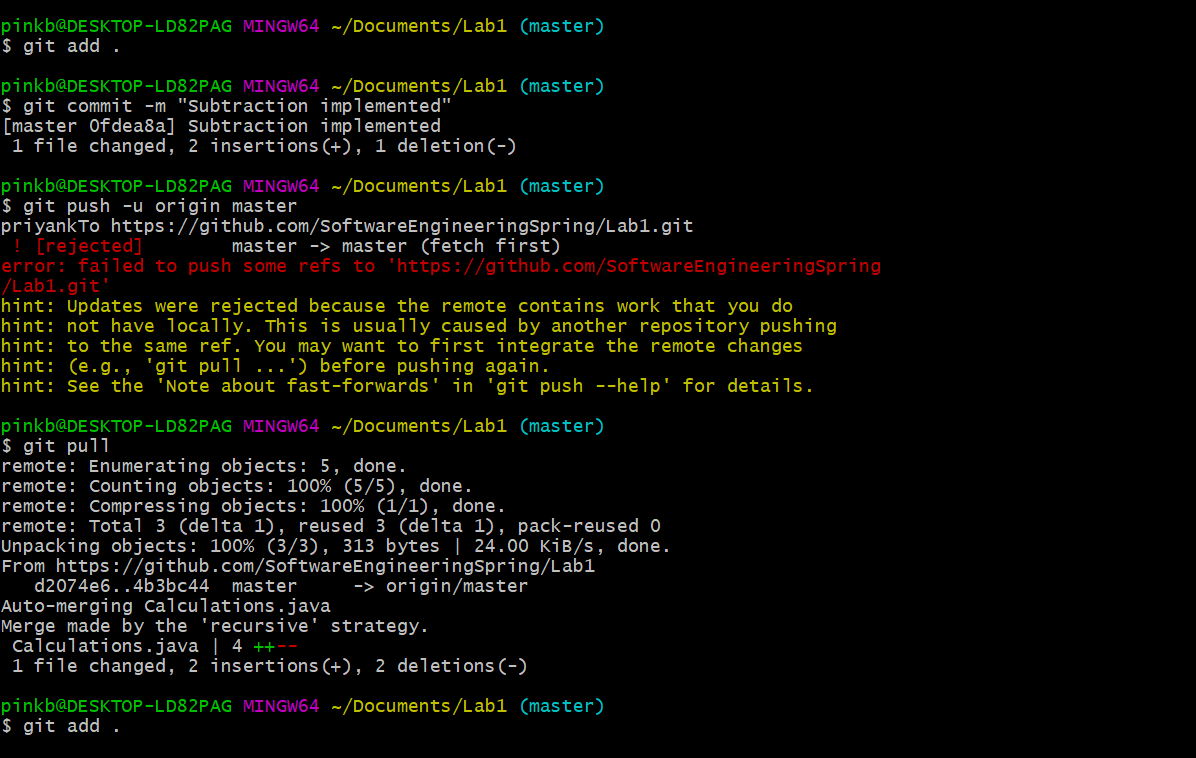 pinkb@DESKTOP-LD82PAG MINGW64 ~/Documents/Lab1 (master)
$ git add .
pinkb@DESKTOP-LD82PAG MINGW64 ~/Documents/Lab1 (master)
$ git commit -m "Subtraction implemented"
[master 0fdea8a] Subtraction implemented
 1 file changed, 2 insertions(+), 1 deletion(-)
pinkb@DESKTOP-LD82PAG MINGW64 ~/Documents/Lab1 (master)
$ git push -u origin master
priyankTo https://github.com/SoftwareEngineeringSpring/Lab1.git
 ! [rejected]        master -> master (fetch first)
error: failed to push some refs to 'https://github.com/SoftwareEngineeringSpring
/Lab1.git'
hint: Updates were rejected because the remote contains work that you do
hint: not have locally. This is usually caused by another repository pushing
hint: to the same ref. You may want to first integrate the remote changes
hint: (e.g., 'git pull ...') before pushing again.
hint: See the 'Note about fast-forwards' in 'git push --help' for details.
pinkb@DESKTOP-LD82PAG MINGW64 ~/Documents/Lab1 (master)
$ git pull
remote: Enumerating objects: 5, done.
remote: Counting objects: 100% (5/5), done.
remote: Compressing objects: 100% (1/1), done.
remote: Total 3 (delta 1), reused 3 (delta 1), pack-reused 0
Unpacking objects: 100% (3/3), 313 bytes | 24.00 KiB/s, done.
From https://github.com/SoftwareEngineeringSpring/Lab1
   d2074e6..4b3bc44  master     -> origin/master
Auto-merging Calculations.java
Merge made by the 'recursive' strategy.
 Calculations.java | 4 ++--
 1 file changed, 2 insertions(+), 2 deletions(-)
pinkb@DESKTOP-LD82PAG MINGW64 ~/Documents/Lab1 (master)
$ git add .